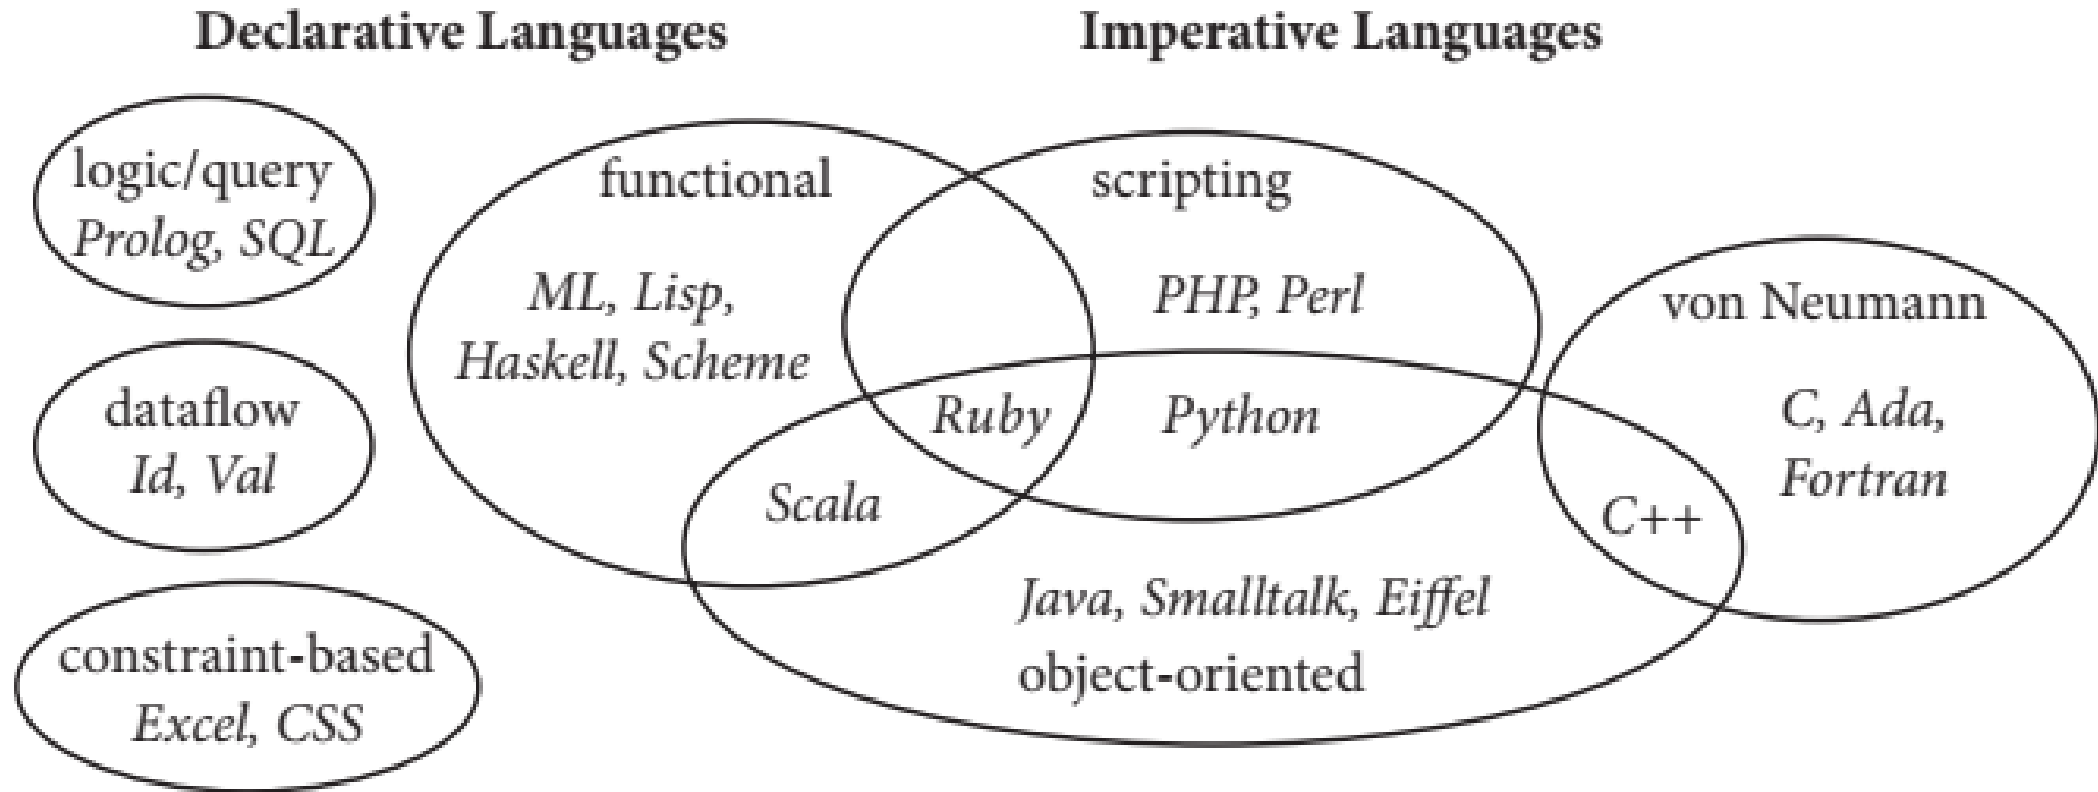 Declarative Languages
Imperative Languages
logic/query
Prolog, SQL
dataflow
Id, Val
constraint-based
Excel, CSS
functional
ML, Lisp,
Haskell, Scheme
scripting
PHP, Perl
Ruby
Python
Scala
Java, Smalltalk, Eiffel
object-oriented
von Neumann
C, Ada,
Fortran
C++